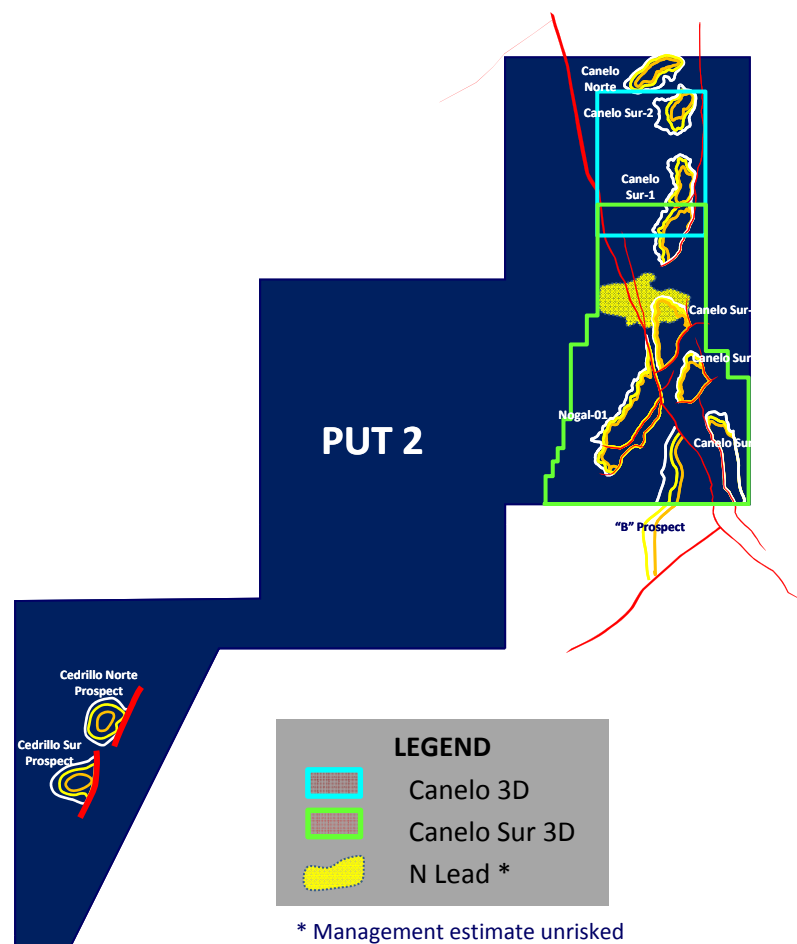 Canelo
Norte
Canelo Sur-2
Canelo
Sur-1
Canelo Sur-
Canelo Sur
Nogal-01
Canelo Sur
PUT 2
"B" Prospect
Cedrillo Norte
Prospect
Cedrillo Sur
Prospect
LEGEND
Canelo 3D
Canelo Sur 3D
N Lead *
* Management estimate unrisked